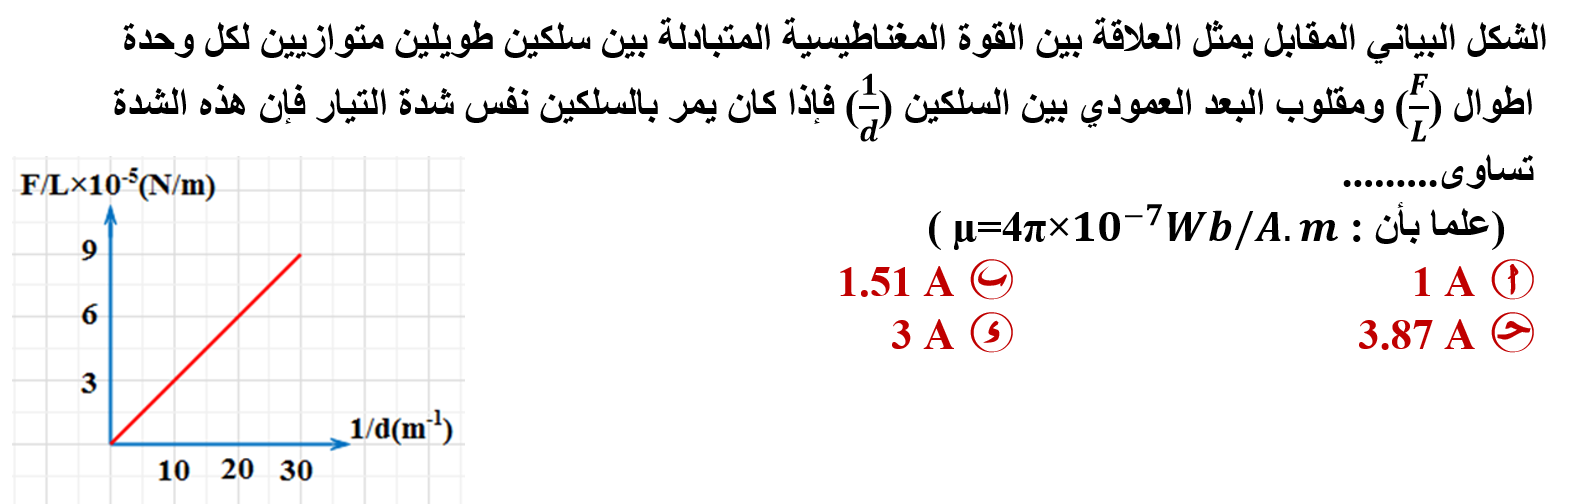 الشكل البياني المقابل يمثل العلاقة بين القوة المغناطيسية المتبادلة بين سلكين طويلين متوازيين لكل وحدة
اطوال (F/L) ومقلوب البعد العمودي بين السلكين (1/d) فإذا كان يمر بالسلكين نفس شدة التيار فإن هذه الشدة
تساوى.........
(علما بأن : μ=4π×10⁻⁷Wb/A.m )
أ 1 A
ب 1.51 A
ج 3.87 A
د 3 A
F/L×10⁻⁵(N/m)
9
6
3
1/d(m⁻¹)
10 20 30